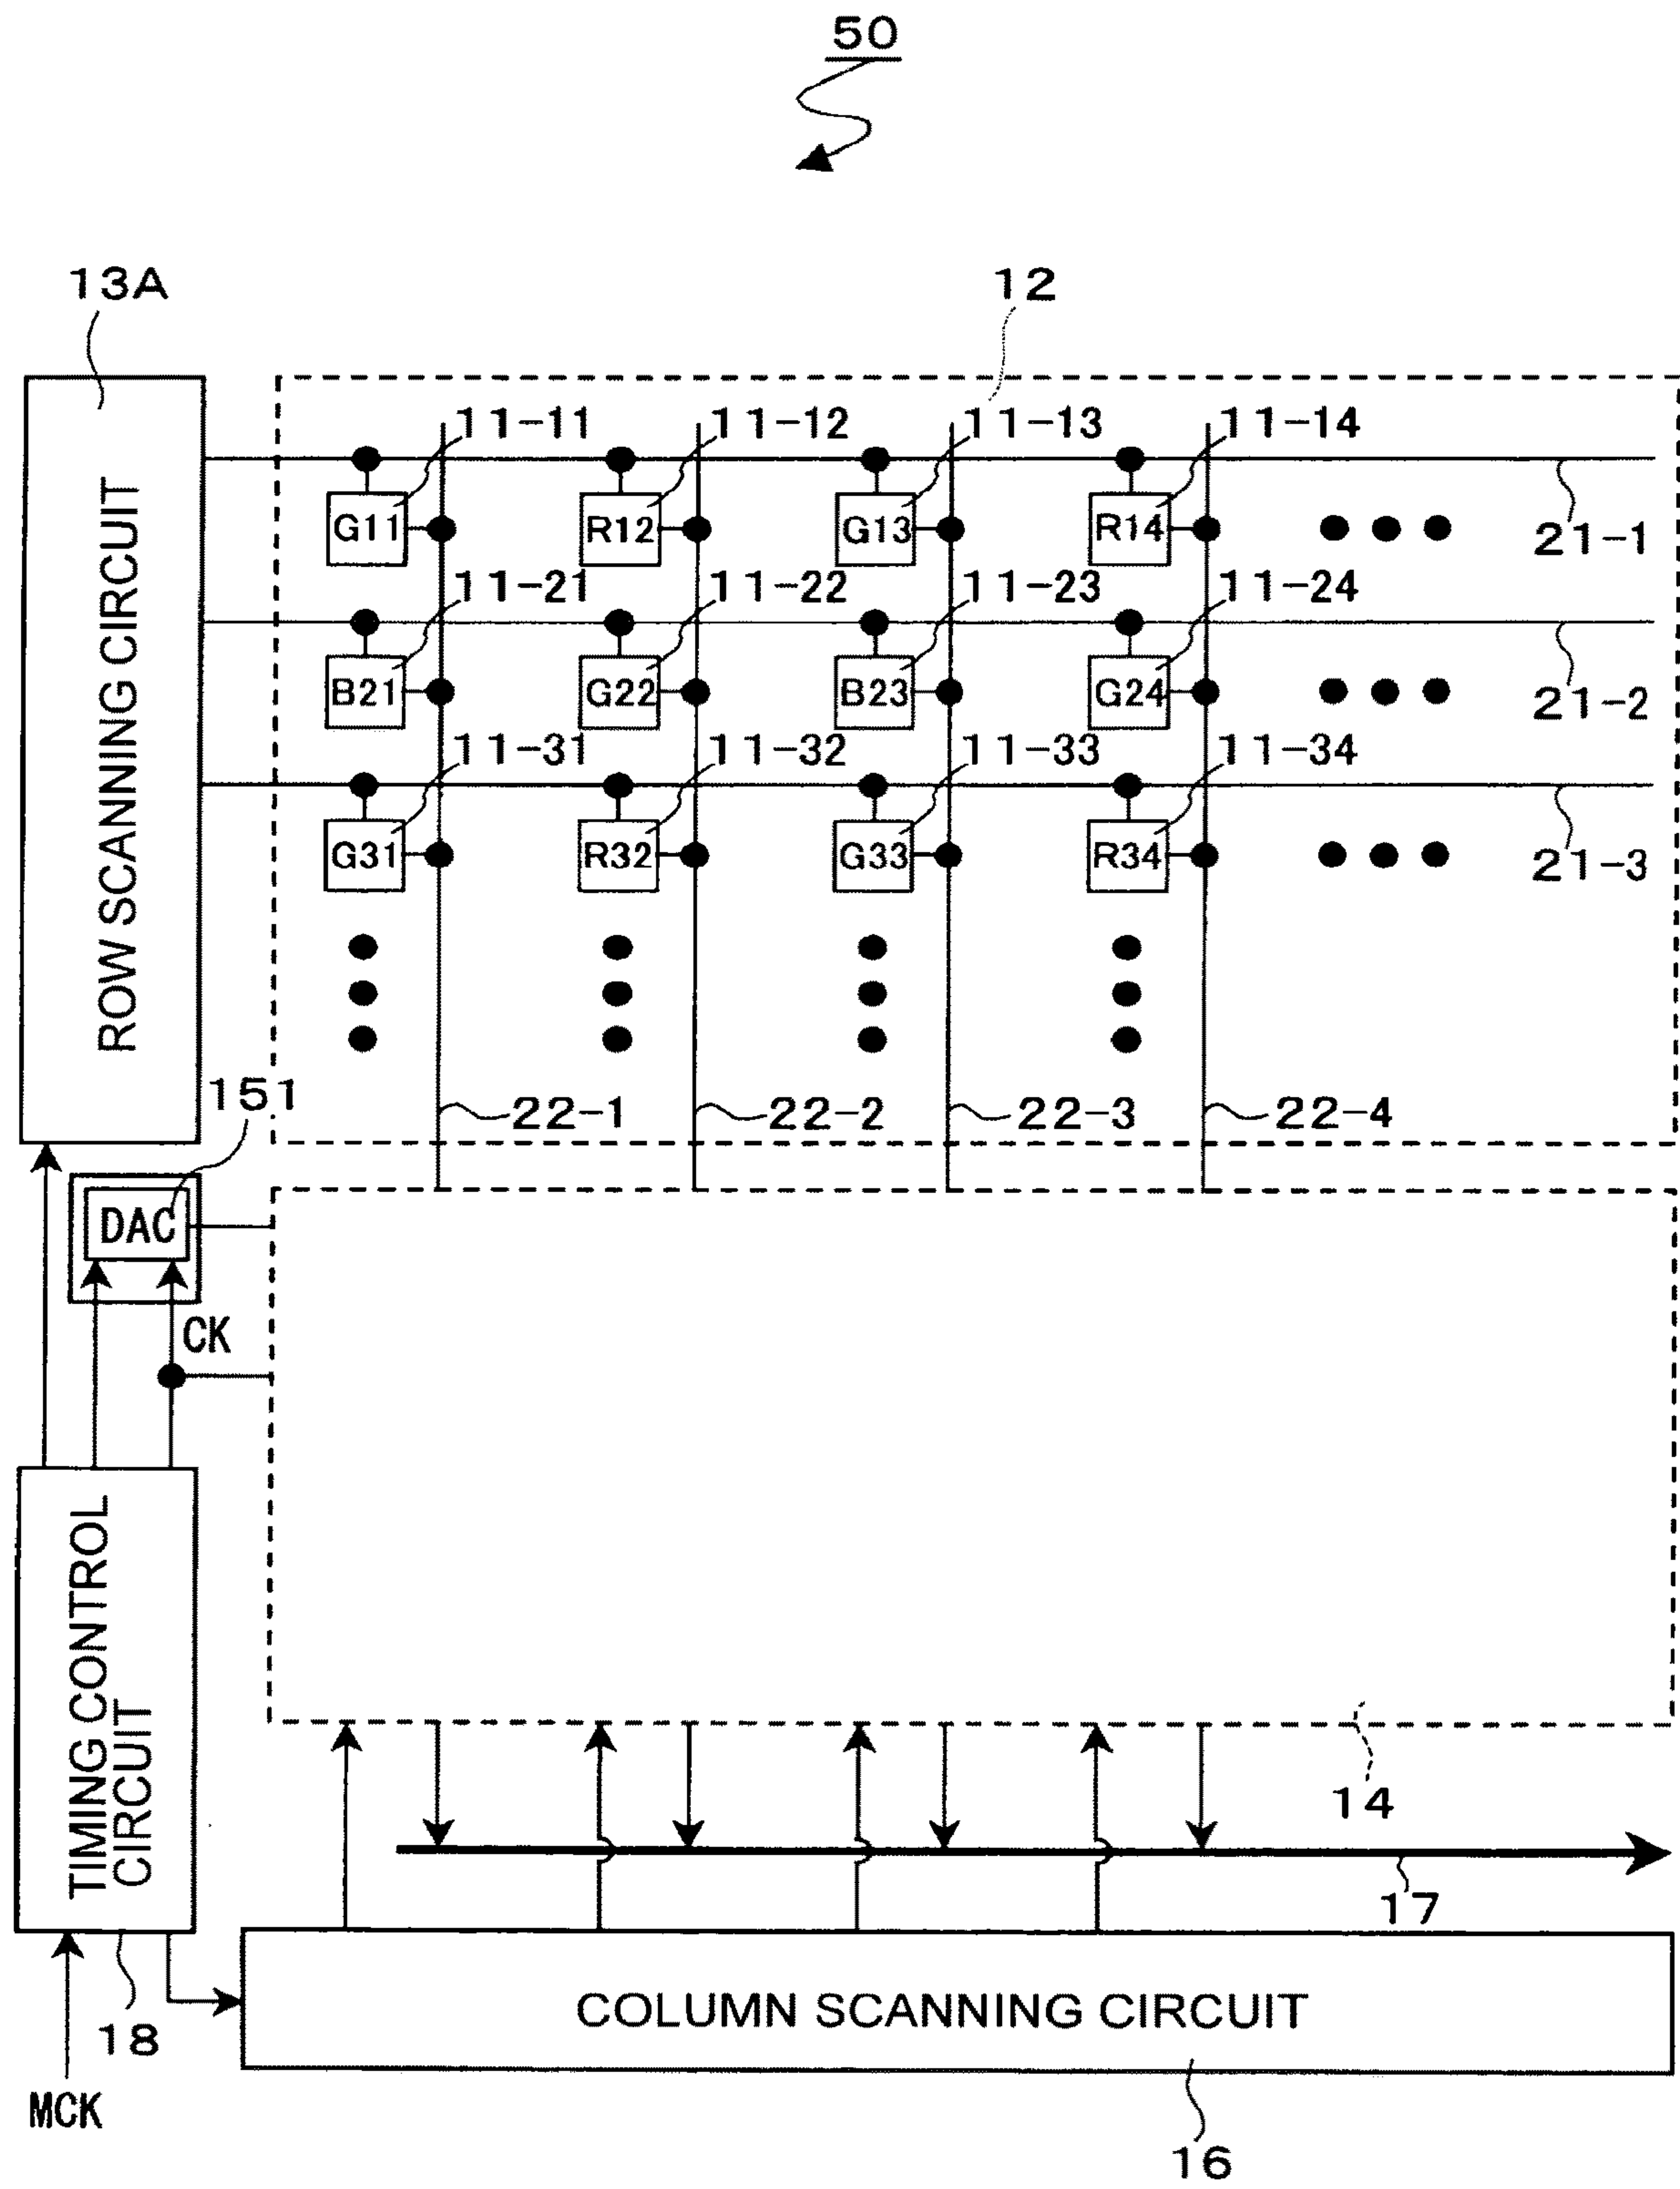 50
13A
12
11-11 11-12 11-13 11-14
G11 R12 G13 R14
21-1
11-21 11-22 11-23 11-24
B21 G22 B23 G24
21-2
11-31 11-32 11-33 11-34
G31 R32 G33 R34
21-3
ROW SCANNING CIRCUIT
151
22-1 22-2 22-3 22-4
DAC
CK
TIMING CONTROL
CIRCUIT
14
17
COLUMN SCANNING CIRCUIT
18
MCK
16